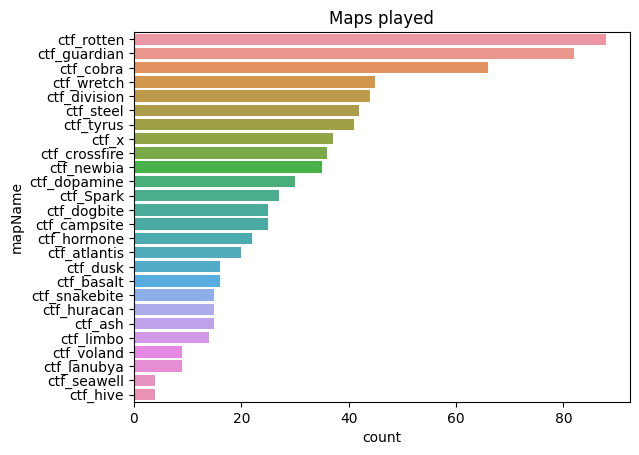 Maps played
ctf_rotten
ctf_guardian
ctf_cobra
ctf_wretch
ctf_division
ctf_steel
ctf_tyrus
ctf_x
ctf_crossfire
ctf_newbia
ctf_dopamine
ctf_Spark
ctf_dogbite
ctf_campsite
ctf_hormone
ctf_atlantis
ctf_dusk
ctf_basalt
ctf_snakebite
ctf_huracan
ctf_ash
ctf_limbo
ctf_voland
ctf_lanubya
ctf_seawell
ctf_hive
mapName
0 20 40 60 80
count